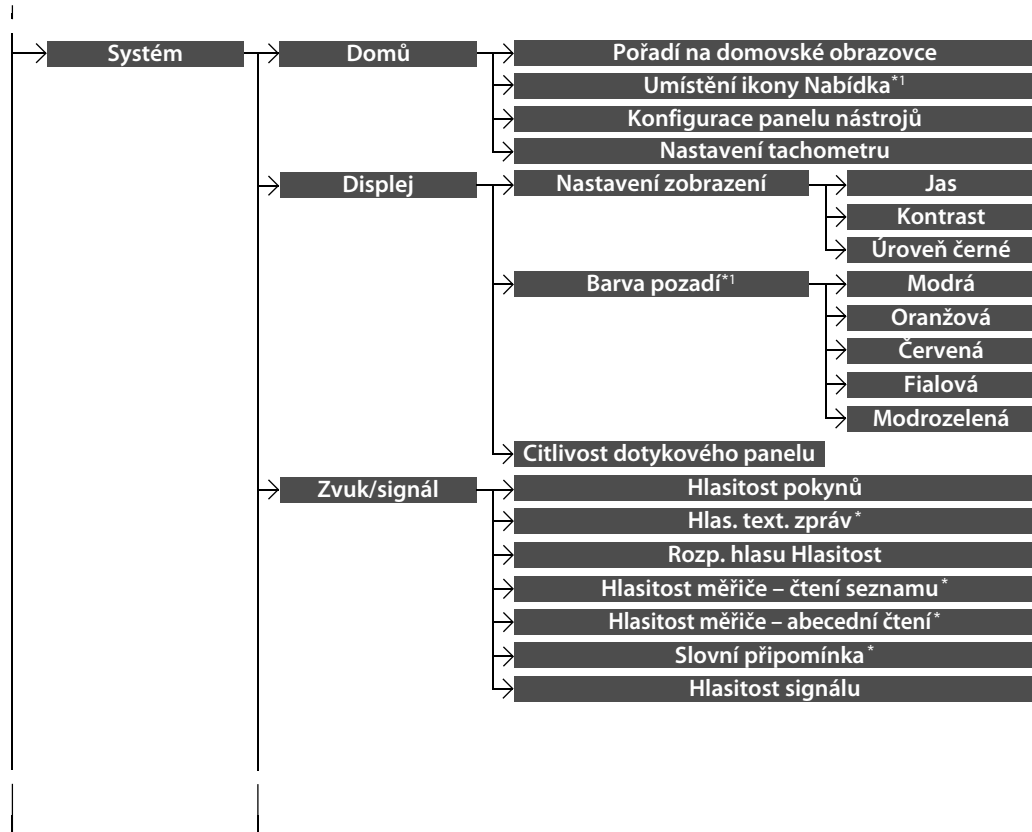 Systém
Domů
Pořadí na domovské obrazovce
Umístění ikony Nabídka*1
Konfigurace panelu nástrojů
Nastavení tachometru
Displej
Nastavení zobrazení
Jas
Kontrast
Úroveň černé
Barva pozadí*1
Modrá
Oranžová
Červená
Fialová
Modrozelená
Citlivost dotykového panelu
Zvuk/signál
Hlasitost pokynů
Hlas. text. zpráv*
Rozp. hlasu Hlasitost
Hlasitost měřiče – čtení seznamu*
Hlasitost měřiče – abecední čtení*
Slovní připomínka*
Hlasitost signálu